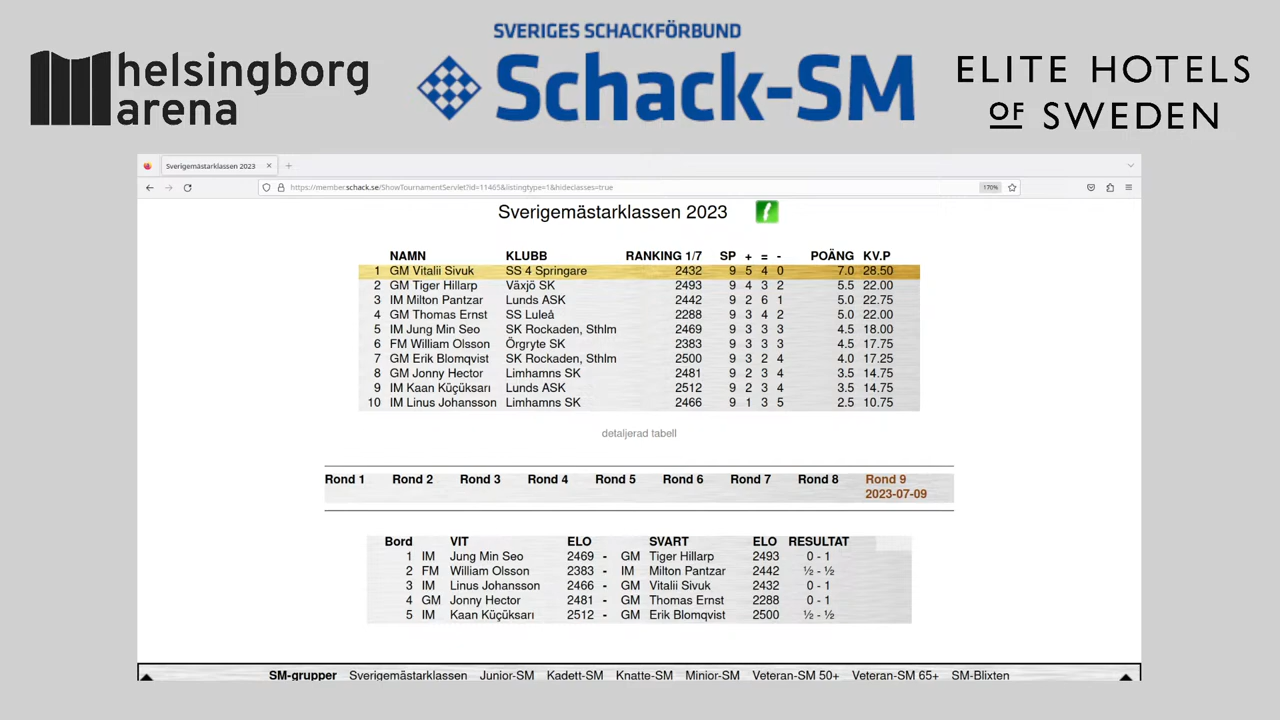 helsingborg
arena
SVERIGES SCHACKFÖRBUND
Schack-SM
ELITE HOTELS
OF SWEDEN
Sverigemästarklassen 2023
https://member.schack.se/ShowTournamentServlet?id=11465&listingtype=1&hideclasses=true 170%
Sverigemästarklassen 2023
NAMN KLUBB RANKING 1/7 SP + = - POÄNG KV.P
1 GM Vitalii Sivuk SS 4 Springare 2432 9 5 4 0 7.0 28.50
2 GM Tiger Hillarp Växjö SK 2493 9 4 3 2 5.5 22.00
3 IM Milton Pantzar Lunds ASK 2442 9 2 6 1 5.0 22.75
4 GM Thomas Ernst SS Luleå 2288 9 3 4 2 5.0 22.00
5 IM Jung Min Seo SK Rockaden, Sthlm 2469 9 3 3 3 4.5 18.00
6 FM William Olsson Örgryte SK 2383 9 3 3 3 4.5 17.75
7 GM Erik Blomqvist SK Rockaden, Sthlm 2500 9 3 2 4 4.0 17.25
8 GM Jonny Hector Limhamns SK 2481 9 2 3 4 3.5 14.75
9 IM Kaan Küçüksarı Lunds ASK 2512 9 2 3 4 3.5 14.75
10 IM Linus Johansson Limhamns SK 2466 9 1 3 5 2.5 10.75
detaljerad tabell
Rond 1 Rond 2 Rond 3 Rond 4 Rond 5 Rond 6 Rond 7 Rond 8 Rond 9
2023-07-09
Bord VIT ELO SVART ELO RESULTAT
1 IM Jung Min Seo 2469 - GM Tiger Hillarp 2493 0 - 1
2 FM William Olsson 2383 - IM Milton Pantzar 2442 ½ - ½
3 IM Linus Johansson 2466 - GM Vitalii Sivuk 2432 0 - 1
4 GM Jonny Hector 2481 - GM Thomas Ernst 2288 0 - 1
5 IM Kaan Küçüksarı 2512 - GM Erik Blomqvist 2500 ½ - ½
SM-grupper Sverigemästarklassen Junior-SM Kadett-SM Knatte-SM Minior-SM Veteran-SM 50+ Veteran-SM 65+ SM-Blixten